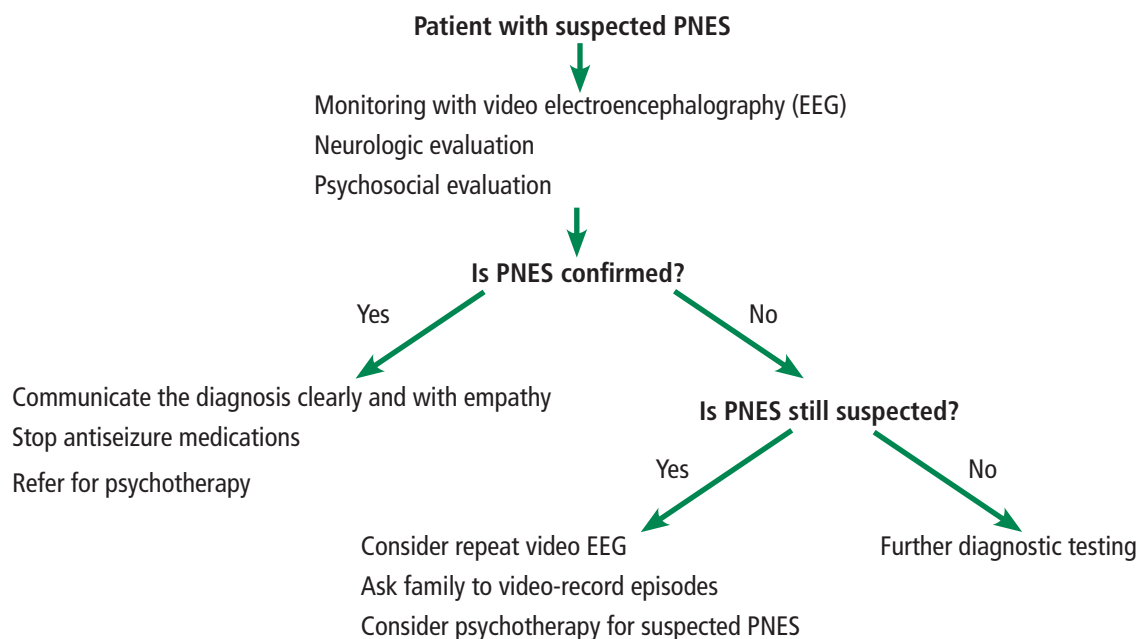 Patient with suspected PNES
Monitoring with video electroencephalography (EEG)
Neurologic evaluation
Psychosocial evaluation
Is PNES confirmed?
Yes
No
Communicate the diagnosis clearly and with empathy
Stop antiseizure medications
Refer for psychotherapy
Is PNES still suspected?
Yes
No
Consider repeat video EEG
Ask family to video-record episodes
Consider psychotherapy for suspected PNES
Further diagnostic testing